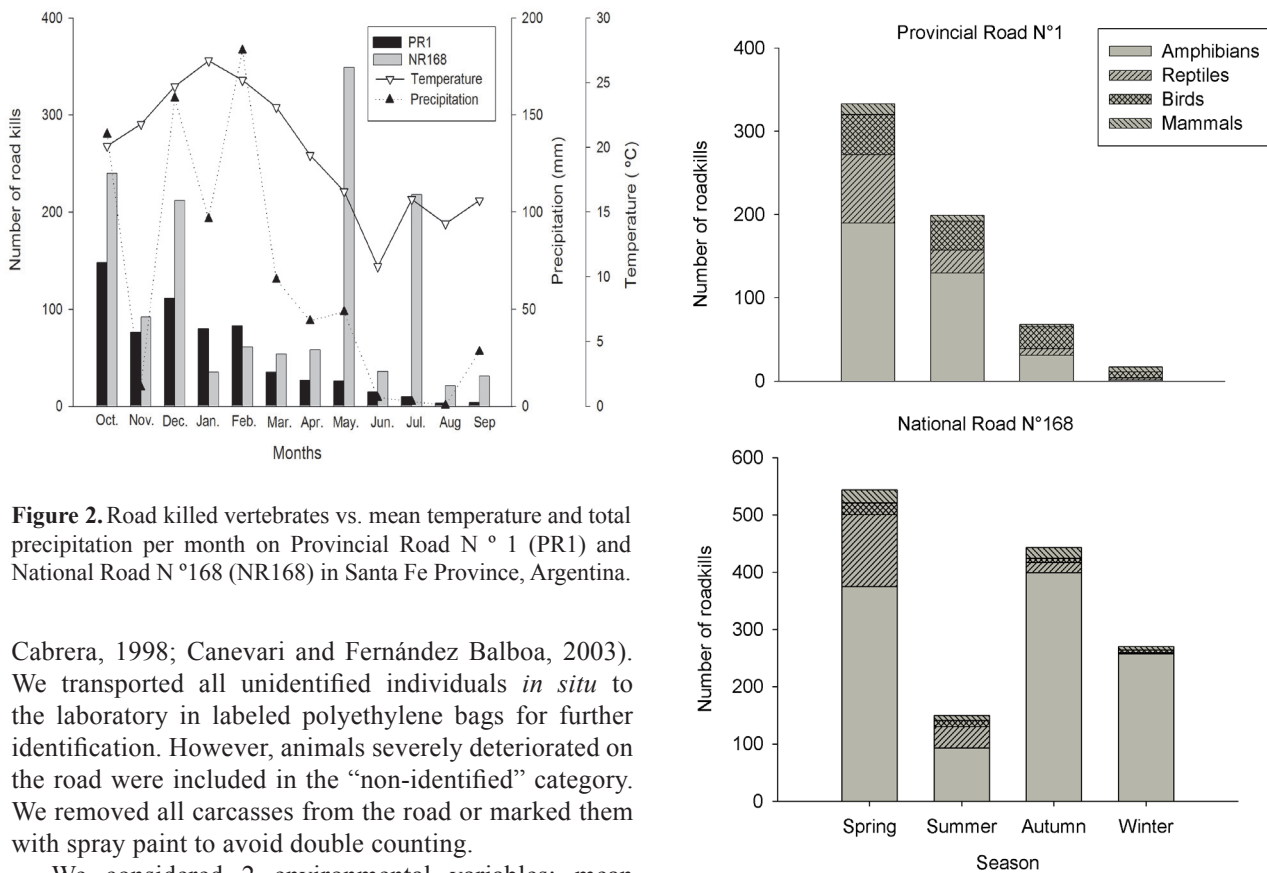 400
300
200
100
0
Number of road kills
PR1
NR168
Temperature
Precipitation
200
150
100
50
0
Precipitation (mm)
30
25
20
15
10
5
0
Temperature ( ºC)
Oct. Nov. Dec. Jan. Feb. Mar. Apr. May. Jun. Jul. Aug Sep
Months
Figure 2. Road killed vertebrates vs. mean temperature and total
precipitation per month on Provincial Road N º 1 (PR1) and
National Road N º168 (NR168) in Santa Fe Province, Argentina.
Cabrera, 1998; Canevari and Fernández Balboa, 2003).
We transported all unidentified individuals in situ to
the laboratory in labeled polyethylene bags for further
identification. However, animals severely deteriorated on
the road were included in the “non-identified” category.
We removed all carcasses from the road or marked them
with spray paint to avoid double counting.
We considered 2 environmental variables: mean
Provincial Road N°1
Amphibians
Reptiles
Birds
Mammals
400
300
200
100
0
Number of roadkills
National Road N°168
600
500
400
300
200
100
0
Number of roadkills
Spring Summer Autumn Winter
Season